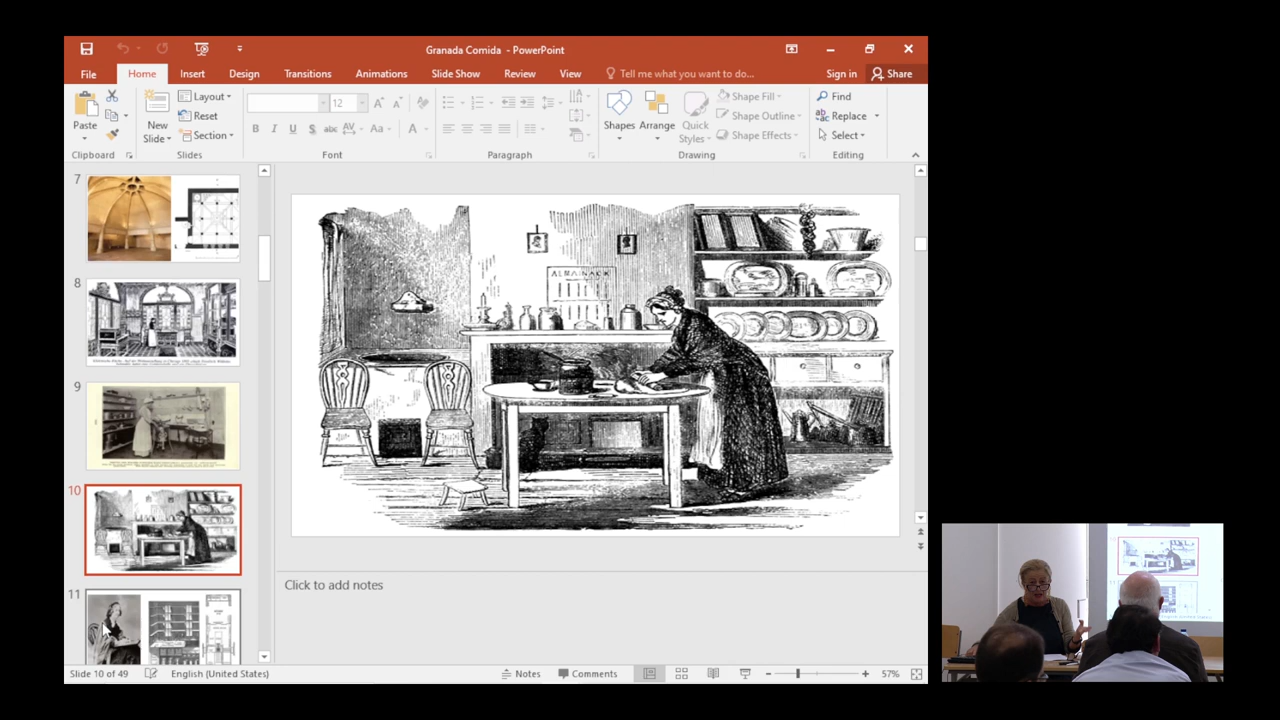 Granada Comida - PowerPoint
File Home Insert Design Transitions Animations Slide Show Review View Tell me what you want to do... Sign in Share
Paste
Clipboard
New Slide
Layout
Reset
Section
Slides
12
B I U S abc AV Aa A
Font
Paragraph
Shapes Arrange Quick Styles
Shape Fill
Shape Outline
Shape Effects
Drawing
Find
Replace
Select
Editing
7
8
9
10
11
ALMANACK
Click to add notes
Slide 10 of 49 English (United States) Notes Comments 57%